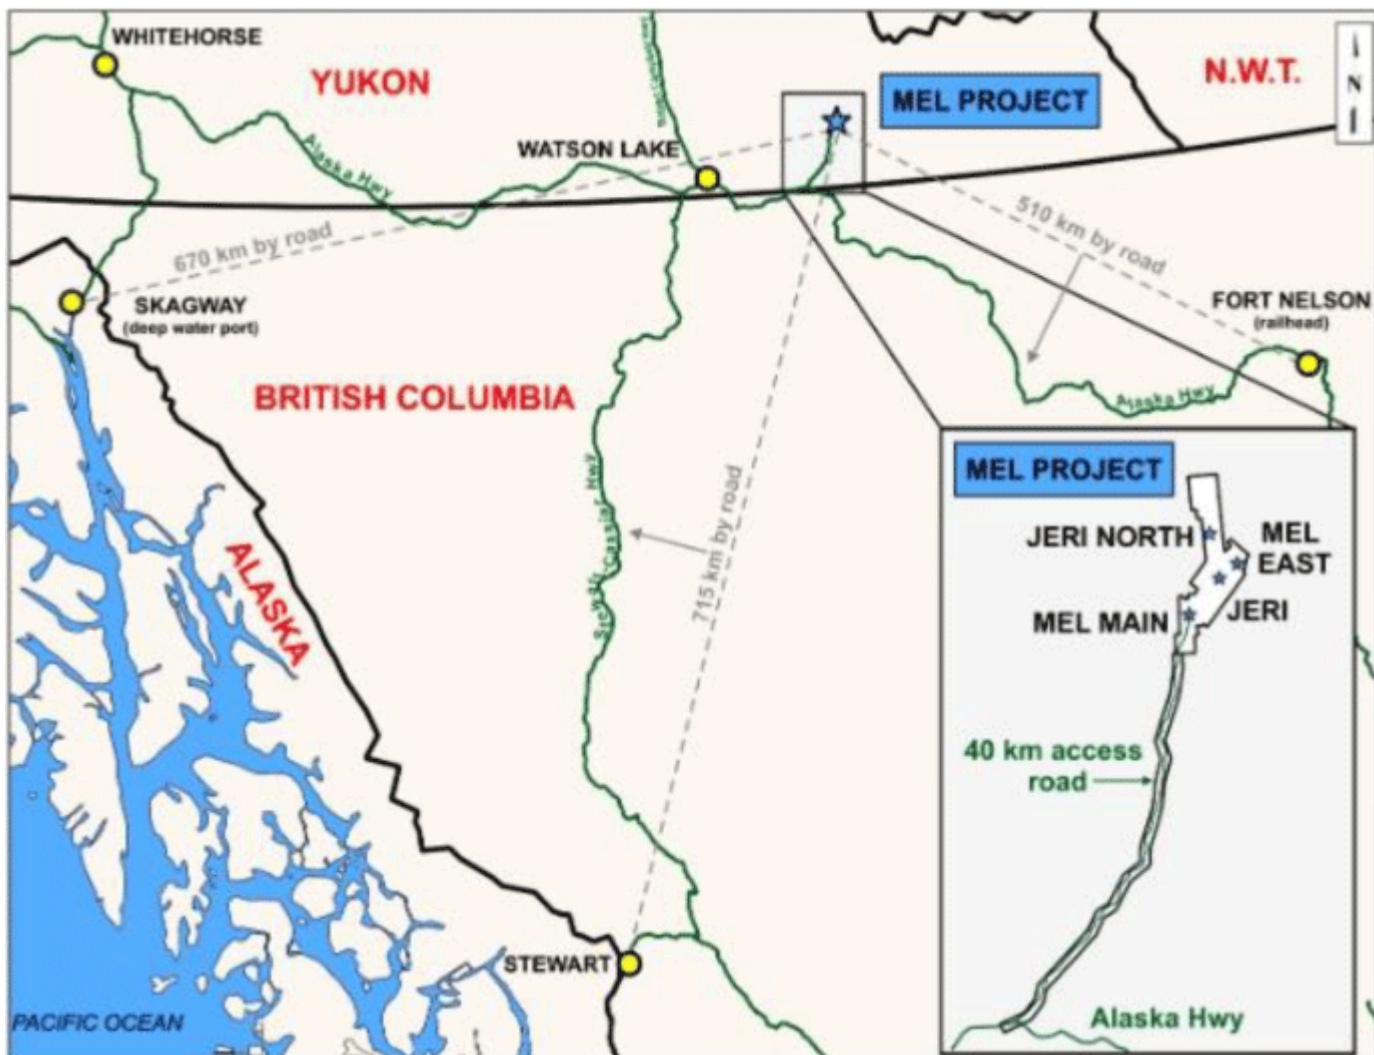 WHITEHORSE
YUKON
N.W.T.
N
MEL PROJECT
WATSON LAKE
Alaska Hwy
670 km by road
510 km by road
SKAGWAY
(deep water port)
FORT NELSON
(railhead)
BRITISH COLUMBIA
Alaska Hwy
Hwy
715 km by road
ALASKA
MEL PROJECT
JERI NORTH
MEL
EAST
MEL MAIN
JERI
40 km access
road
STEWART
PACIFIC OCEAN
Alaska Hwy